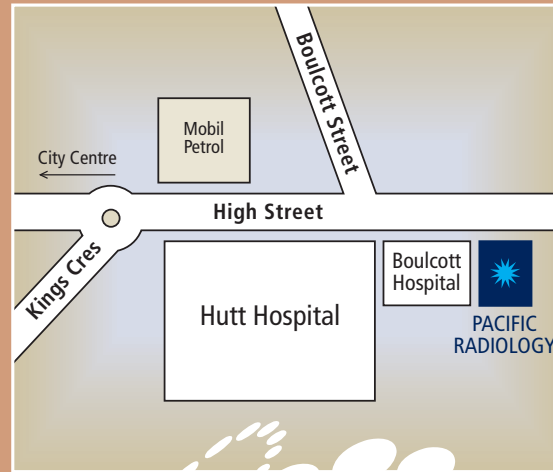 Boulcott Street
Mobil
Petrol
City Centre
High Street
Kings Cres
Boulcott
Hospital
Hutt Hospital
PACIFIC
RADIOLOGY